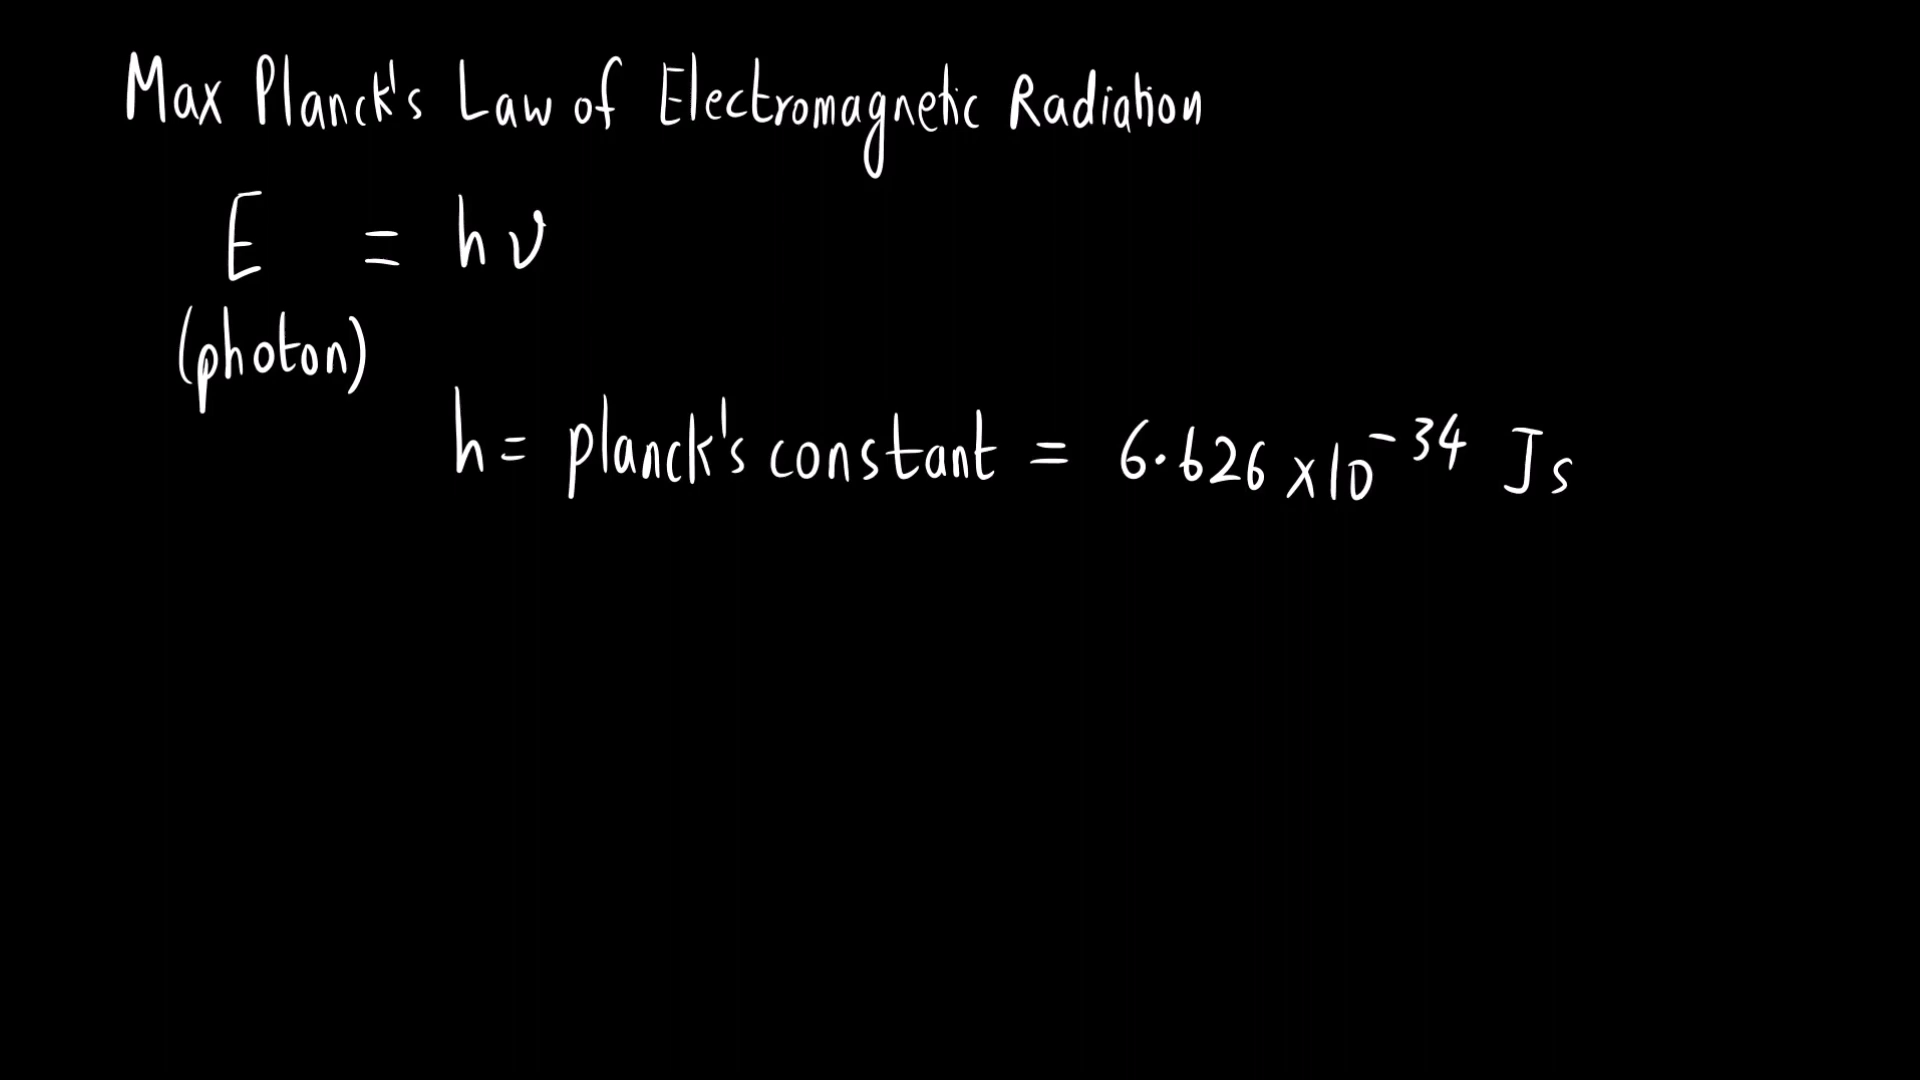 Max Planck's Law of Electromagnetic Radiation
E = hν
(photon)
h = planck's constant = 6.626 x10⁻³⁴ Js